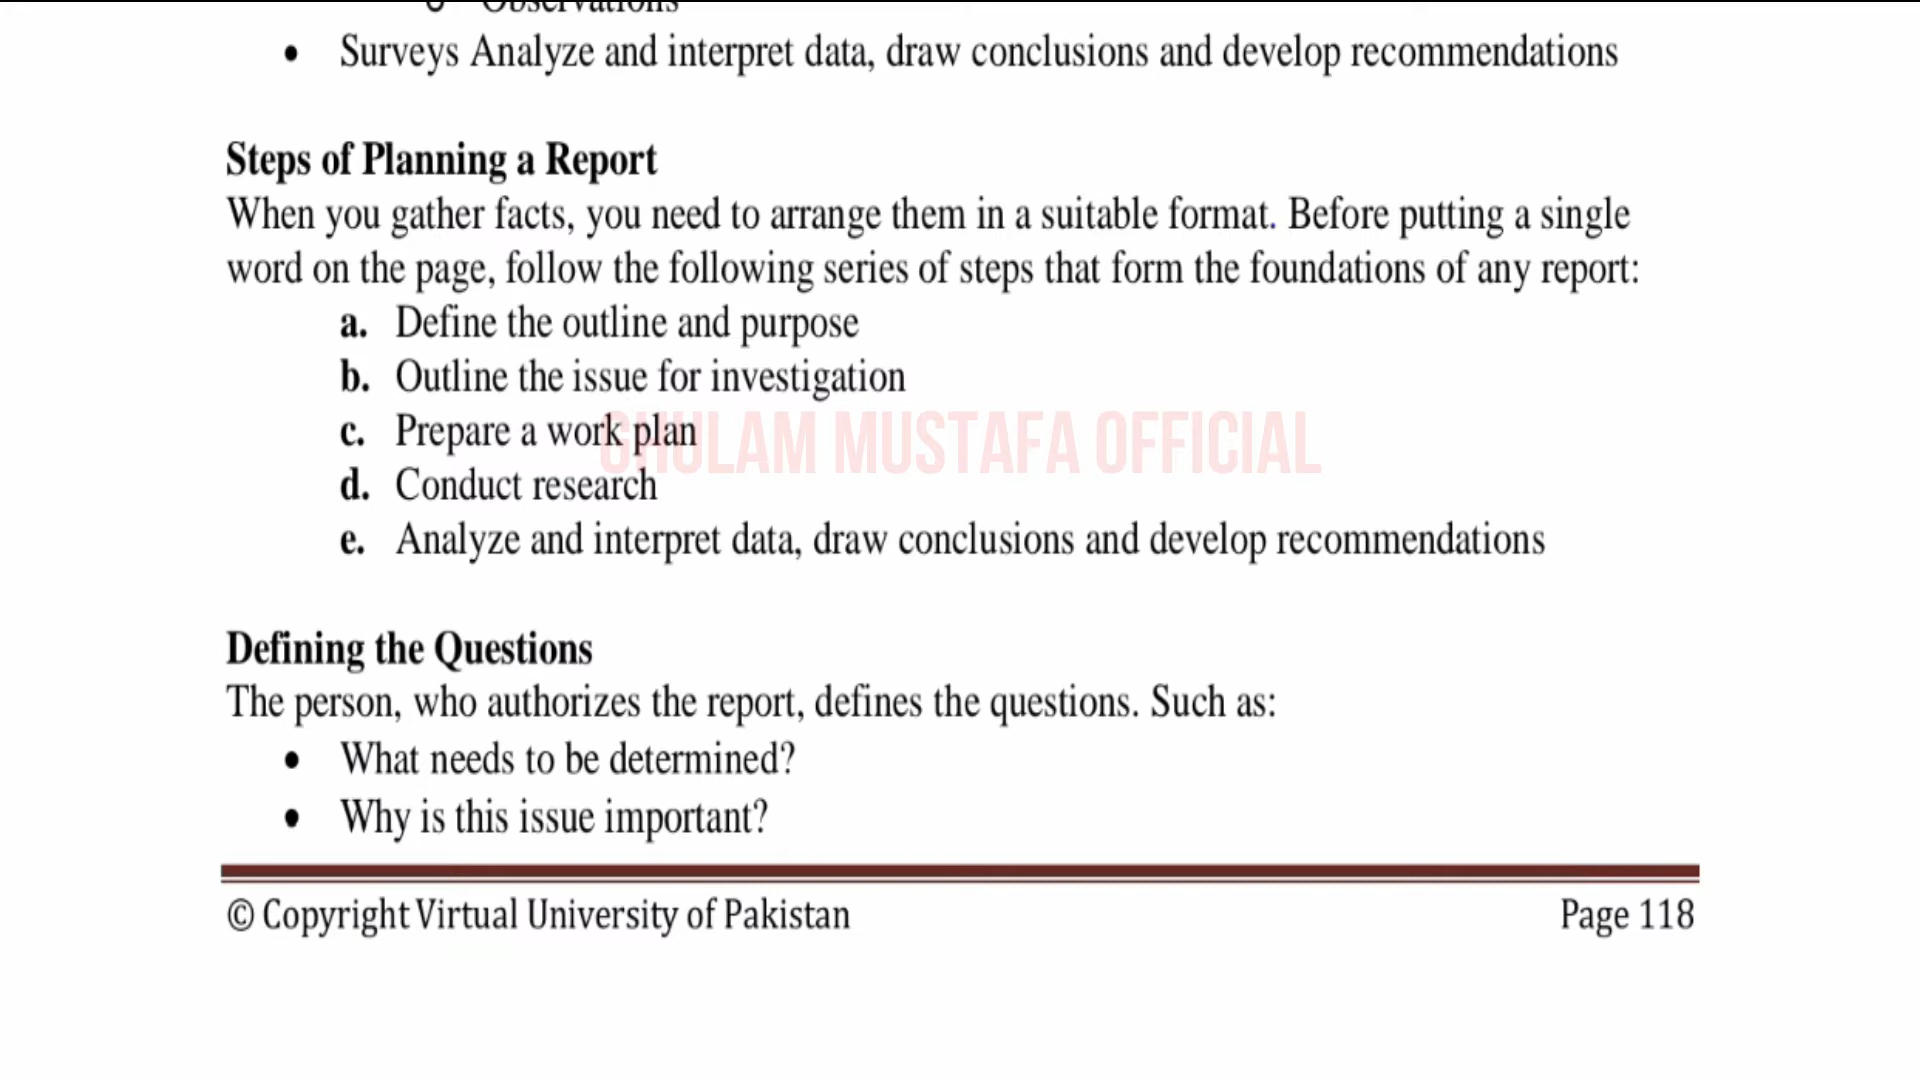 o Observations
• Surveys Analyze and interpret data, draw conclusions and develop recommendations
Steps of Planning a Report
When you gather facts, you need to arrange them in a suitable format. Before putting a single
word on the page, follow the following series of steps that form the foundations of any report:
a. Define the outline and purpose
b. Outline the issue for investigation
c. Prepare a work plan
GHULAM MUSTAFA OFFICIAL
d. Conduct research
e. Analyze and interpret data, draw conclusions and develop recommendations
Defining the Questions
The person, who authorizes the report, defines the questions. Such as:
• What needs to be determined?
• Why is this issue important?
© Copyright Virtual University of Pakistan Page 118